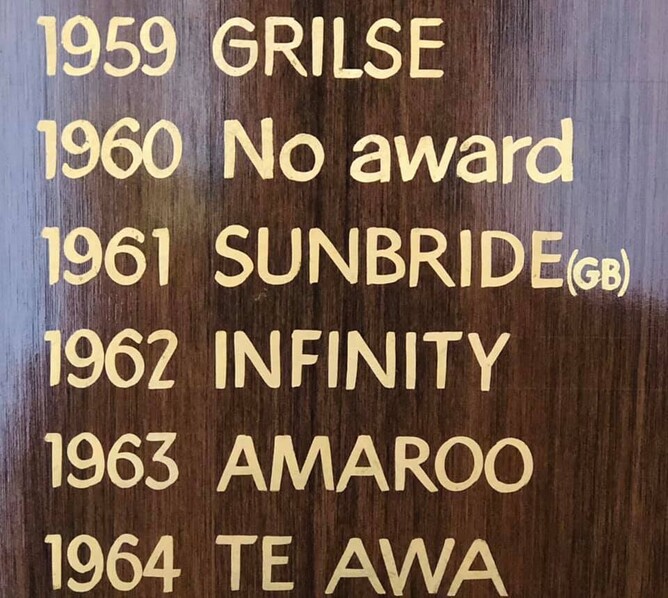 1959 GRILSE
1960 No award
1961 SUNBRIDE (GB)
1962 INFINITY
1963 AMAROO
1964 TE AWA